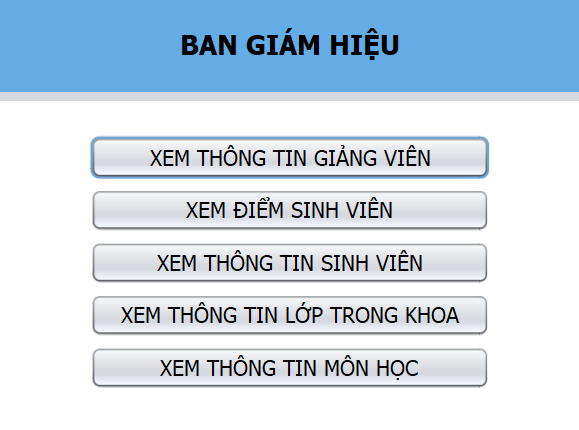 BAN GIÁM HIỆU
XEM THÔNG TIN GIẢNG VIÊN
XEM ĐIỂM SINH VIÊN
XEM THÔNG TIN SINH VIÊN
XEM THÔNG TIN LỚP TRONG KHOA
XEM THÔNG TIN MÔN HỌC